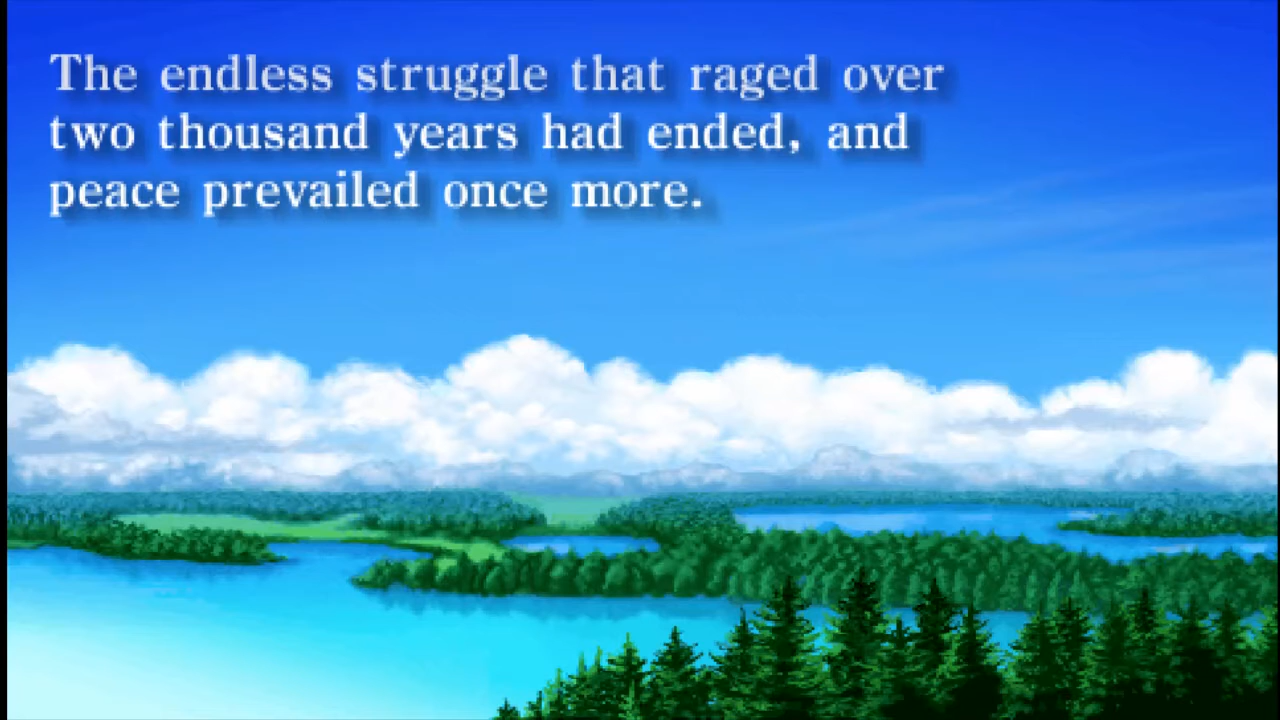 The endless struggle that raged over
two thousand years had ended, and
peace prevailed once more.